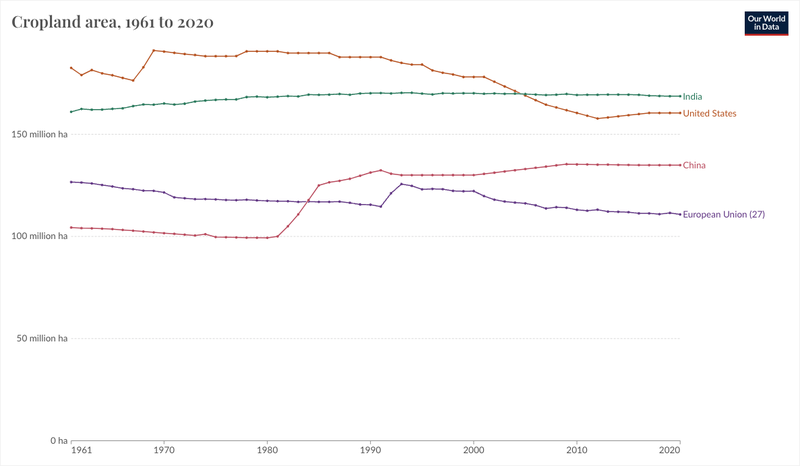 Cropland area, 1961 to 2020
Our World
in Data
150 million ha
100 million ha
50 million ha
0 ha
India
United States
China
European Union (27)
1961
1970
1980
1990
2000
2010
2020